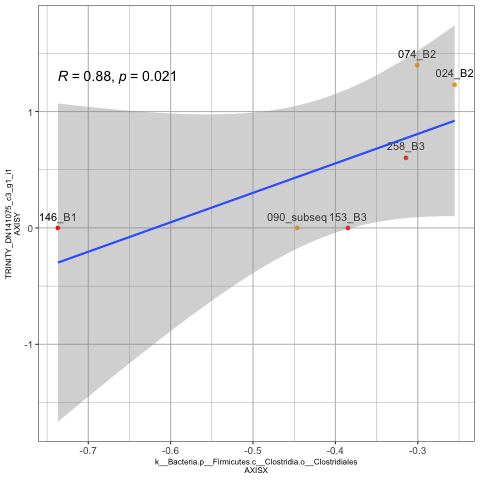 R = 0.88, p = 0.021
074_B2
024_B2
258_B3
146_B1
090_subseq
153_B3
1
0
-1
-0.7
-0.6
-0.5
-0.4
-0.3
TRINITY_DN141075_c3_g1_i1
AXISY
k__Bacteria.p__Firmicutes.c__Clostridia.o__Clostridiales
AXISX